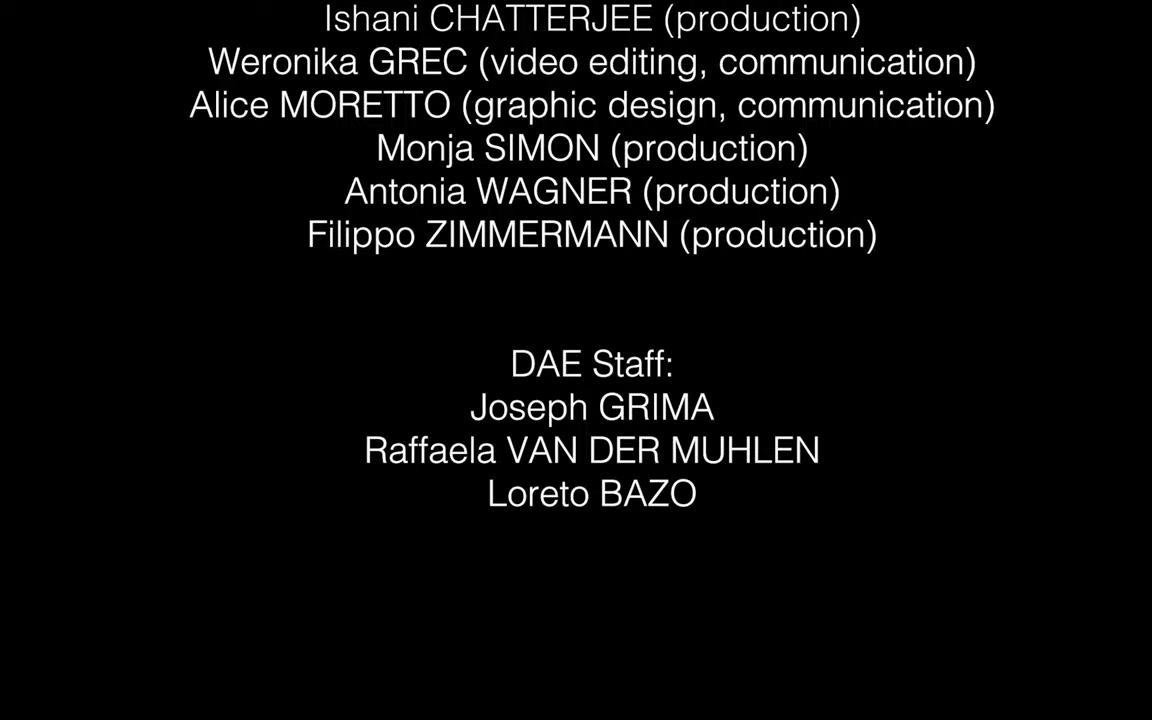 Ishani CHATTERJEE (production)
Weronika GREC (video editing, communication)
Alice MORETTO (graphic design, communication)
Monja SIMON (production)
Antonia WAGNER (production)
Filippo ZIMMERMANN (production)
DAE Staff:
Joseph GRIMA
Raffaela VAN DER MUHLEN
Loreto BAZO